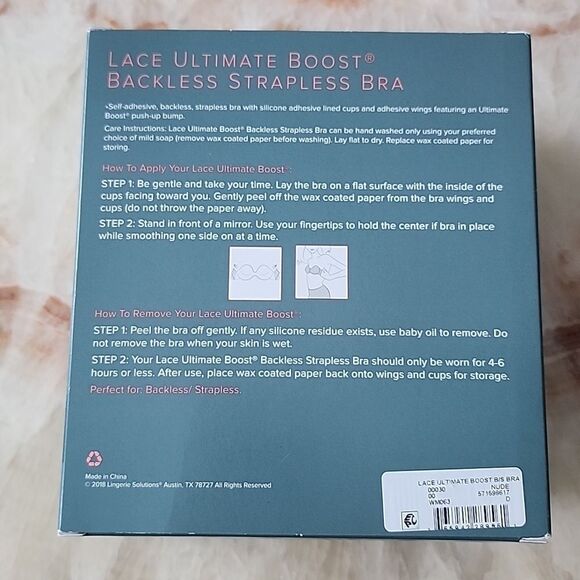 LACE ULTIMATE BOOST®
BACKLESS STRAPLESS BRA
•Self-adhesive, backless, strapless bra with silicone adhesive lined cups and adhesive wings featuring an Ultimate
Boost® push-up bump.
Care Instructions: Lace Ultimate Boost® Backless Strapless Bra can be hand washed only using your preferred
choice of mild soap (remove wax coated paper before washing). Lay flat to dry. Replace wax coated paper for
storing.
How To Apply Your Lace Ultimate Boost®:
STEP 1: Be gentle and take your time. Lay the bra on a flat surface with the inside of the
cups facing toward you. Gently peel off the wax coated paper from the bra wings and
cups (do not throw the paper away).
STEP 2: Stand in front of a mirror. Use your fingertips to hold the center if bra in place
while smoothing one side on at a time.
How To Remove Your Lace Ultimate Boost®:
STEP 1: Peel the bra off gently. If any silicone residue exists, use baby oil to remove. Do
not remove the bra when your skin is wet.
STEP 2: Your Lace Ultimate Boost® Backless Strapless Bra should only be worn for 4-6
hours or less. After use, place wax coated paper back onto wings and cups for storage.
Perfect for: Backless/ Strapless.
Made in China
© 2018 Lingerie Solutions® Austin, TX 78727 All Rights Reserved
LACE ULTIMATE BOOST B/S BRA
00030 NUDE
00 571598617
WM063 D